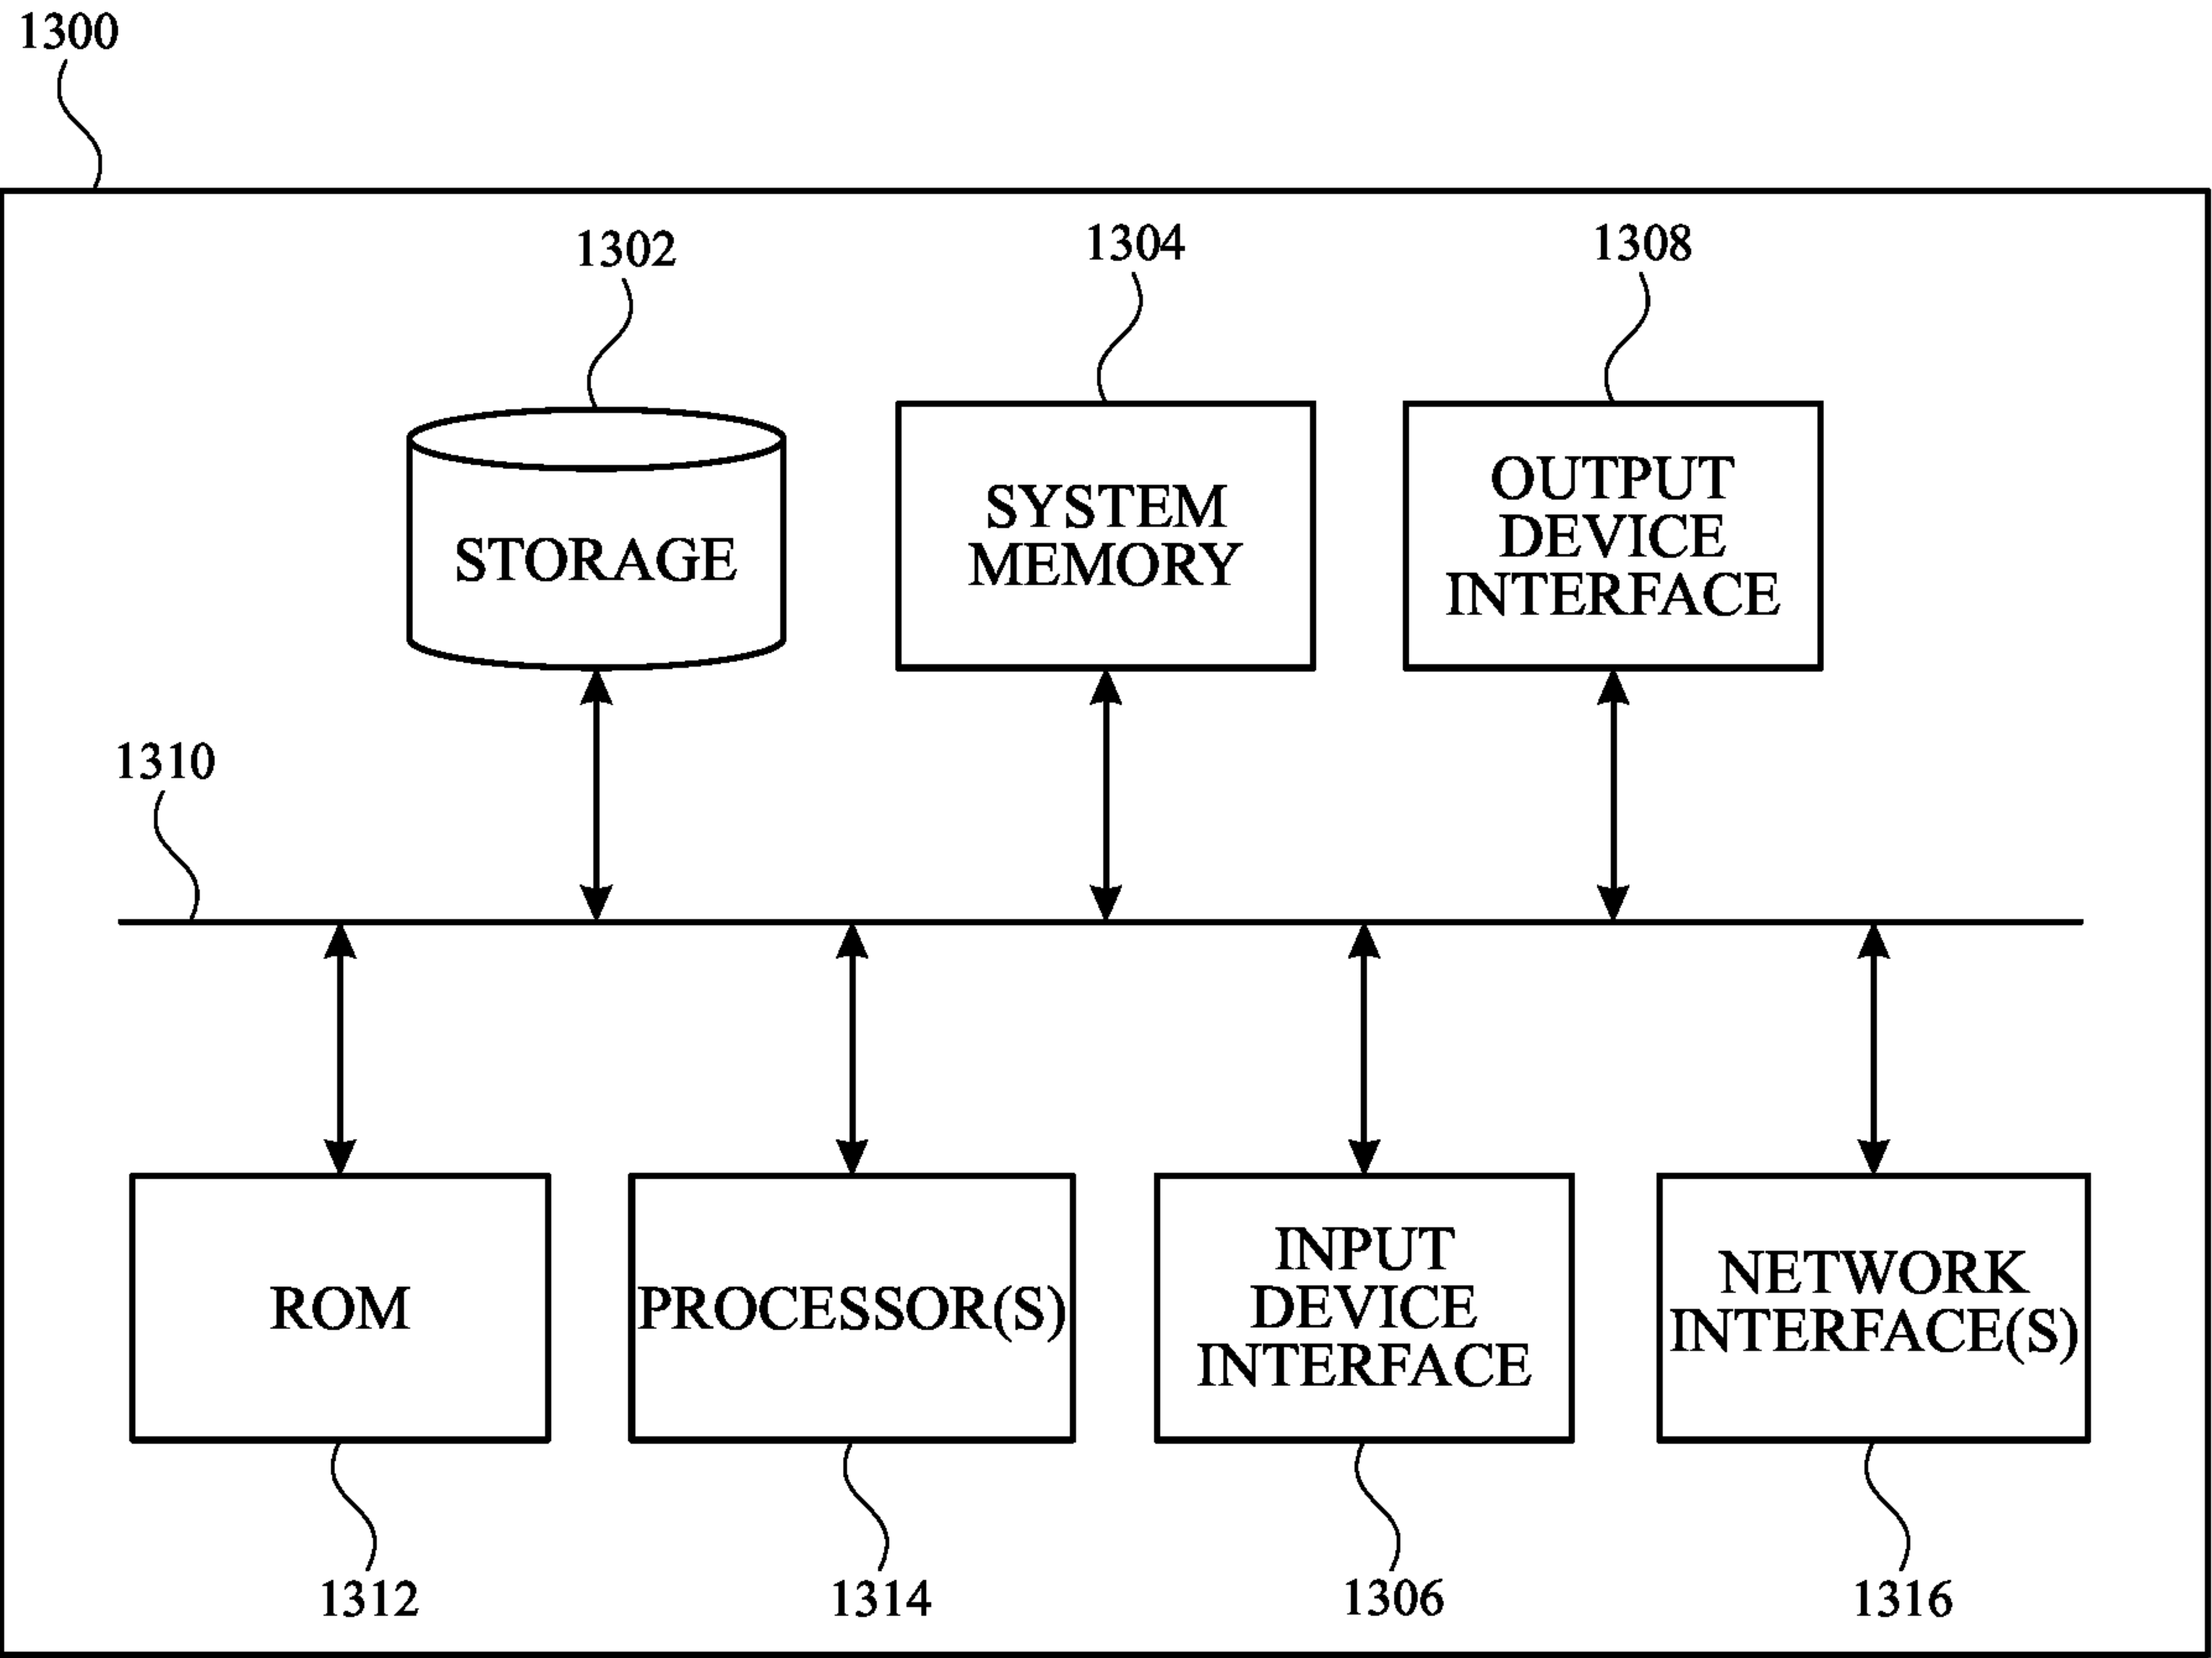 1300
1302
1304
1308
STORAGE
SYSTEM
MEMORY
OUTPUT
DEVICE
INTERFACE
1310
ROM
PROCESSOR(S)
INPUT
DEVICE
INTERFACE
NETWORK
INTERFACE(S)
1312
1314
1306
1316